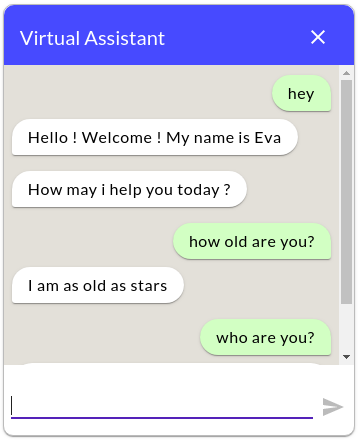 Virtual Assistant
hey
Hello ! Welcome ! My name is Eva
How may i help you today ?
how old are you?
I am as old as stars
who are you?